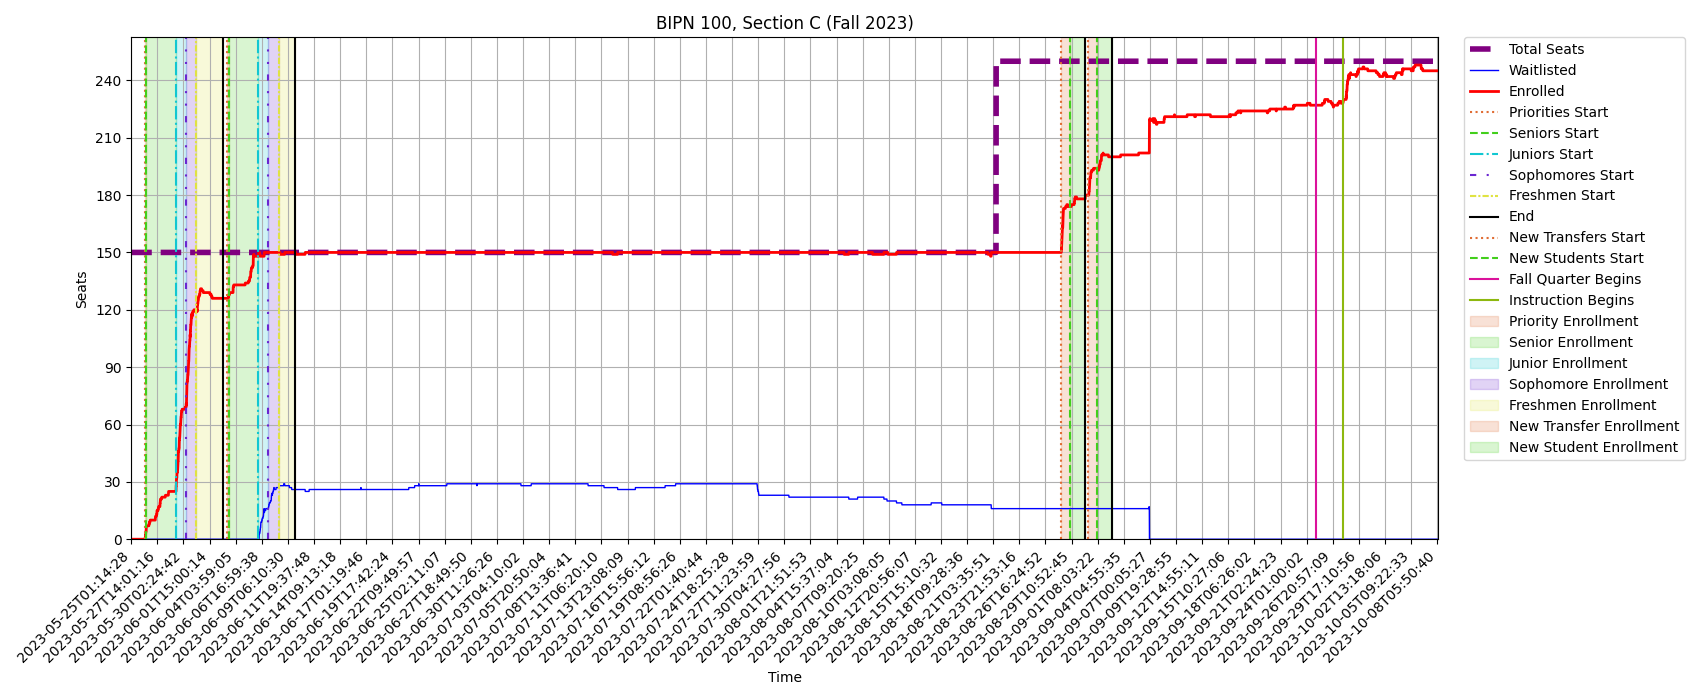 BIPN 100, Section C (Fall 2023)
Seats
240
210
180
150
120
90
60
30
0
2023-05-25T01:14:28
2023-05-27T14:01:16
2023-05-30T02:24:42
2023-06-01T15:00:14
2023-06-04T03:59:05
2023-06-06T16:59:38
2023-06-09T06:10:30
2023-06-11T19:37:48
2023-06-14T09:13:18
2023-06-17T01:19:46
2023-06-19T17:42:24
2023-06-22T09:49:57
2023-06-25T02:11:07
2023-06-27T18:49:50
2023-06-30T11:26:26
2023-07-03T04:10:02
2023-07-05T20:50:04
2023-07-08T13:36:41
2023-07-11T06:20:10
2023-07-13T23:08:09
2023-07-16T15:56:12
2023-07-19T08:56:20
2023-07-22T01:40:44
2023-07-24T18:25:28
2023-07-27T11:23:59
2023-07-30T04:27:56
2023-08-01T21:51:53
2023-08-04T15:37:04
2023-08-07T09:20:25
2023-08-10T03:08:05
2023-08-12T20:56:07
2023-08-15T15:10:32
2023-08-18T09:28:36
2023-08-21T03:35:51
2023-08-23T21:53:16
2023-08-26T16:24:52
2023-08-29T10:52:45
2023-09-01T08:03:22
2023-09-04T04:55:35
2023-09-07T00:05:27
2023-09-09T19:28:55
2023-09-12T14:55:11
2023-09-15T10:27:06
2023-09-18T06:26:02
2023-09-21T02:24:23
2023-09-24T01:00:02
2023-09-26T20:57:09
2023-09-29T17:10:56
2023-10-02T13:18:06
2023-10-05T09:22:33
2023-10-08T05:50:40
Time
Total Seats
Waitlisted
Enrolled
Priorities Start
Seniors Start
Juniors Start
Sophomores Start
Freshmen Start
End
New Transfers Start
New Students Start
Fall Quarter Begins
Instruction Begins
Priority Enrollment
Senior Enrollment
Junior Enrollment
Sophomore Enrollment
Freshmen Enrollment
New Transfer Enrollment
New Student Enrollment